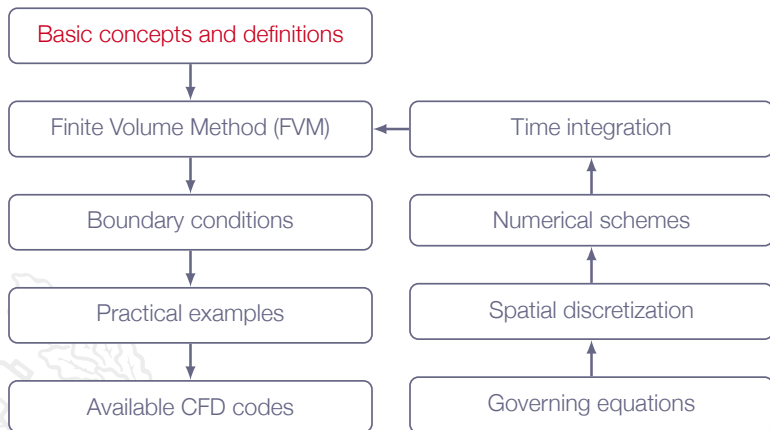 Basic concepts and definitions
Finite Volume Method (FVM)
Time integration
Boundary conditions
Numerical schemes
Practical examples
Spatial discretization
Available CFD codes
Governing equations